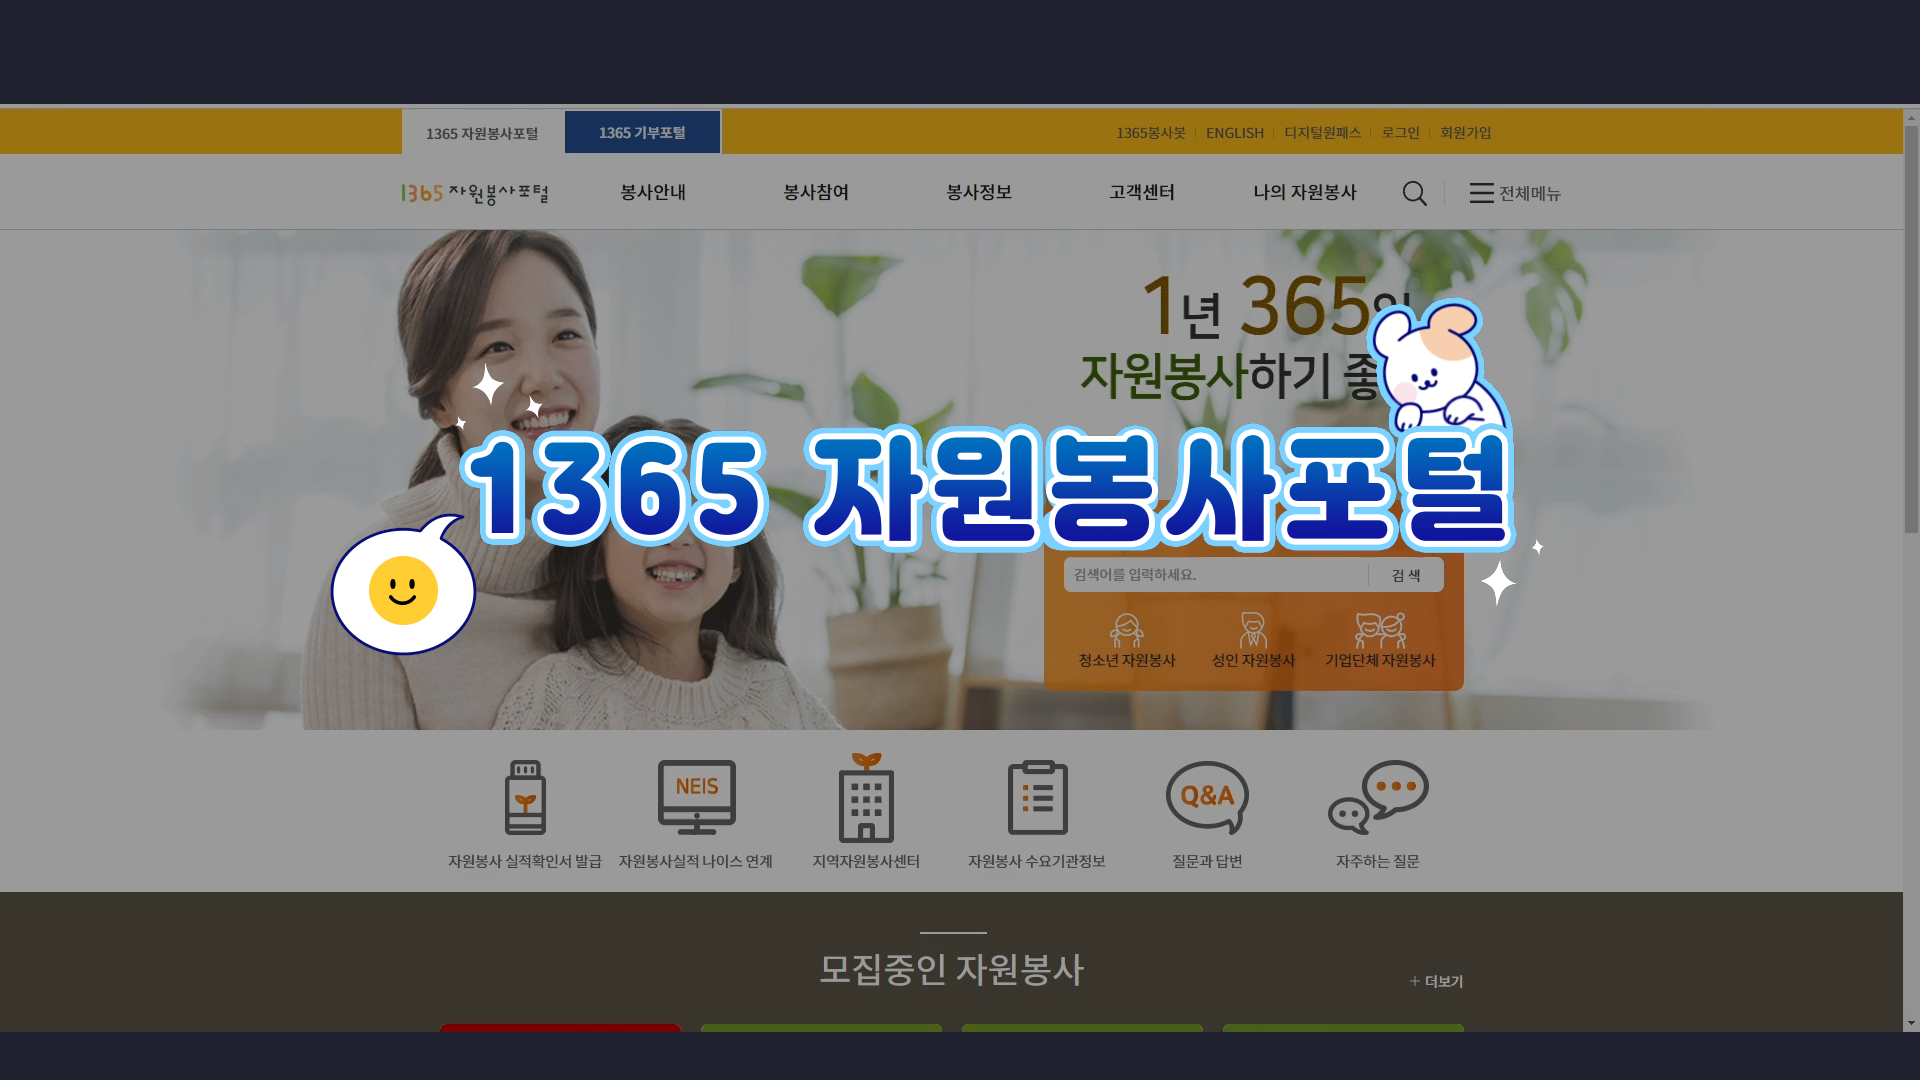 1365 자원봉사포털
1365 기부포털
1365봉사봇
ENGLISH
디지털원패스
로그인
회원가입
1365 자원봉사포털
봉사안내
봉사참여
봉사정보
고객센터
나의 자원봉사
전체메뉴
1년 365일
자원봉사하기
1365 자원봉사포털
검색어를 입력하세요.
검 색
청소년 자원봉사
성인 자원봉사
기업단체 자원봉사
NEIS
Q&A
자원봉사 실적확인서 발급
자원봉사실적 나이스 연계
지역자원봉사센터
자원봉사 수요기관정보
질문과 답변
자주하는 질문
모집중인 자원봉사
+ 더보기